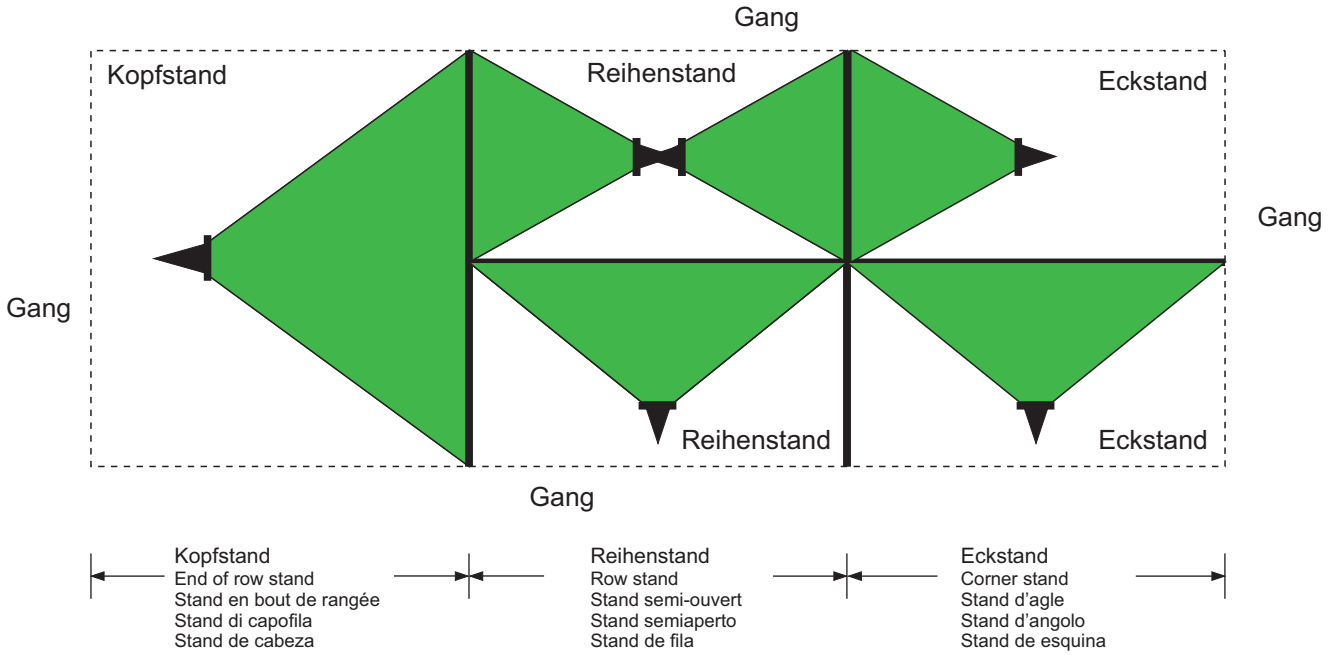 Gang
Kopfstand
Reihenstand
Eckstand
Gang
Gang
Reihenstand
Eckstand
Gang
Kopfstand
End of row stand
Stand en bout de rangée
Stand di capofila
Stand de cabeza
Reihenstand
Row stand
Stand semi-ouvert
Stand semiaperto
Stand de fila
Eckstand
Corner stand
Stand d'agle
Stand d'angolo
Stand de esquina